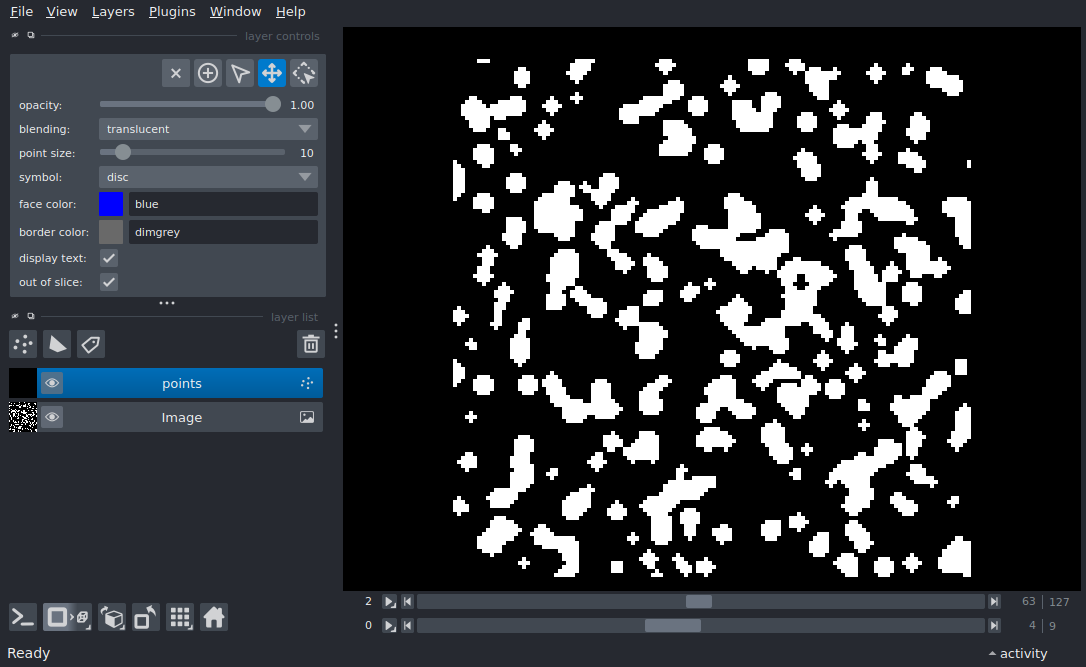 File View Layers Plugins Window Help
layer controls
opacity: 1.00
blending: translucent
point size: 10
symbol: disc
face color: blue
border color: dimgrey
display text:
out of slice:
layer list
points
Image
2 63 | 127
0 4 | 9
Ready activity